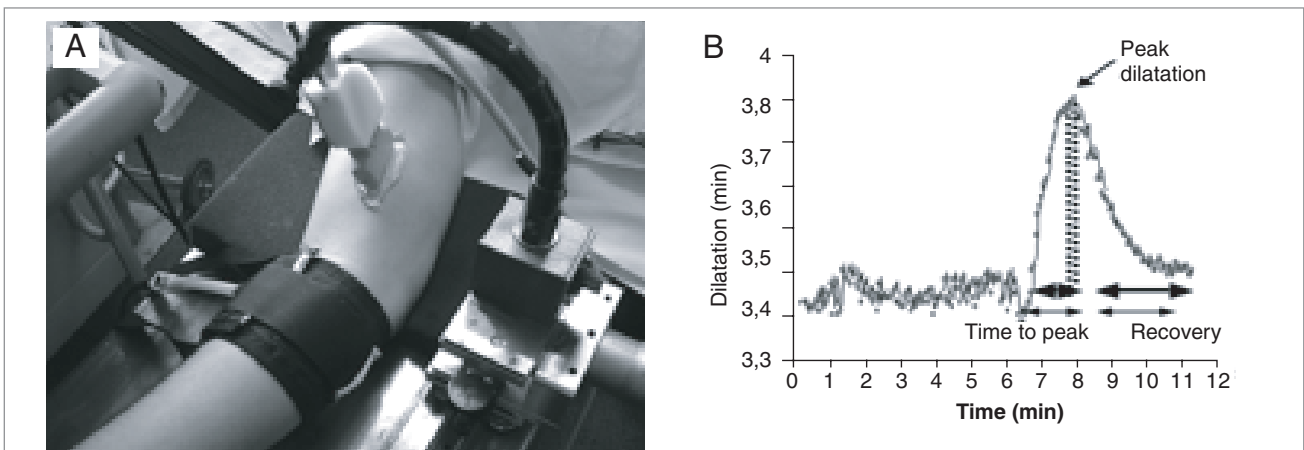 A
B
Peak
dilatation
4
3,8
3,7
3,6
3,5
3,4
3,3
Dilatation (min)
Time to peak
Recovery
0 1 2 3 4 5 6 7 8 9 10 11 12
Time (min)